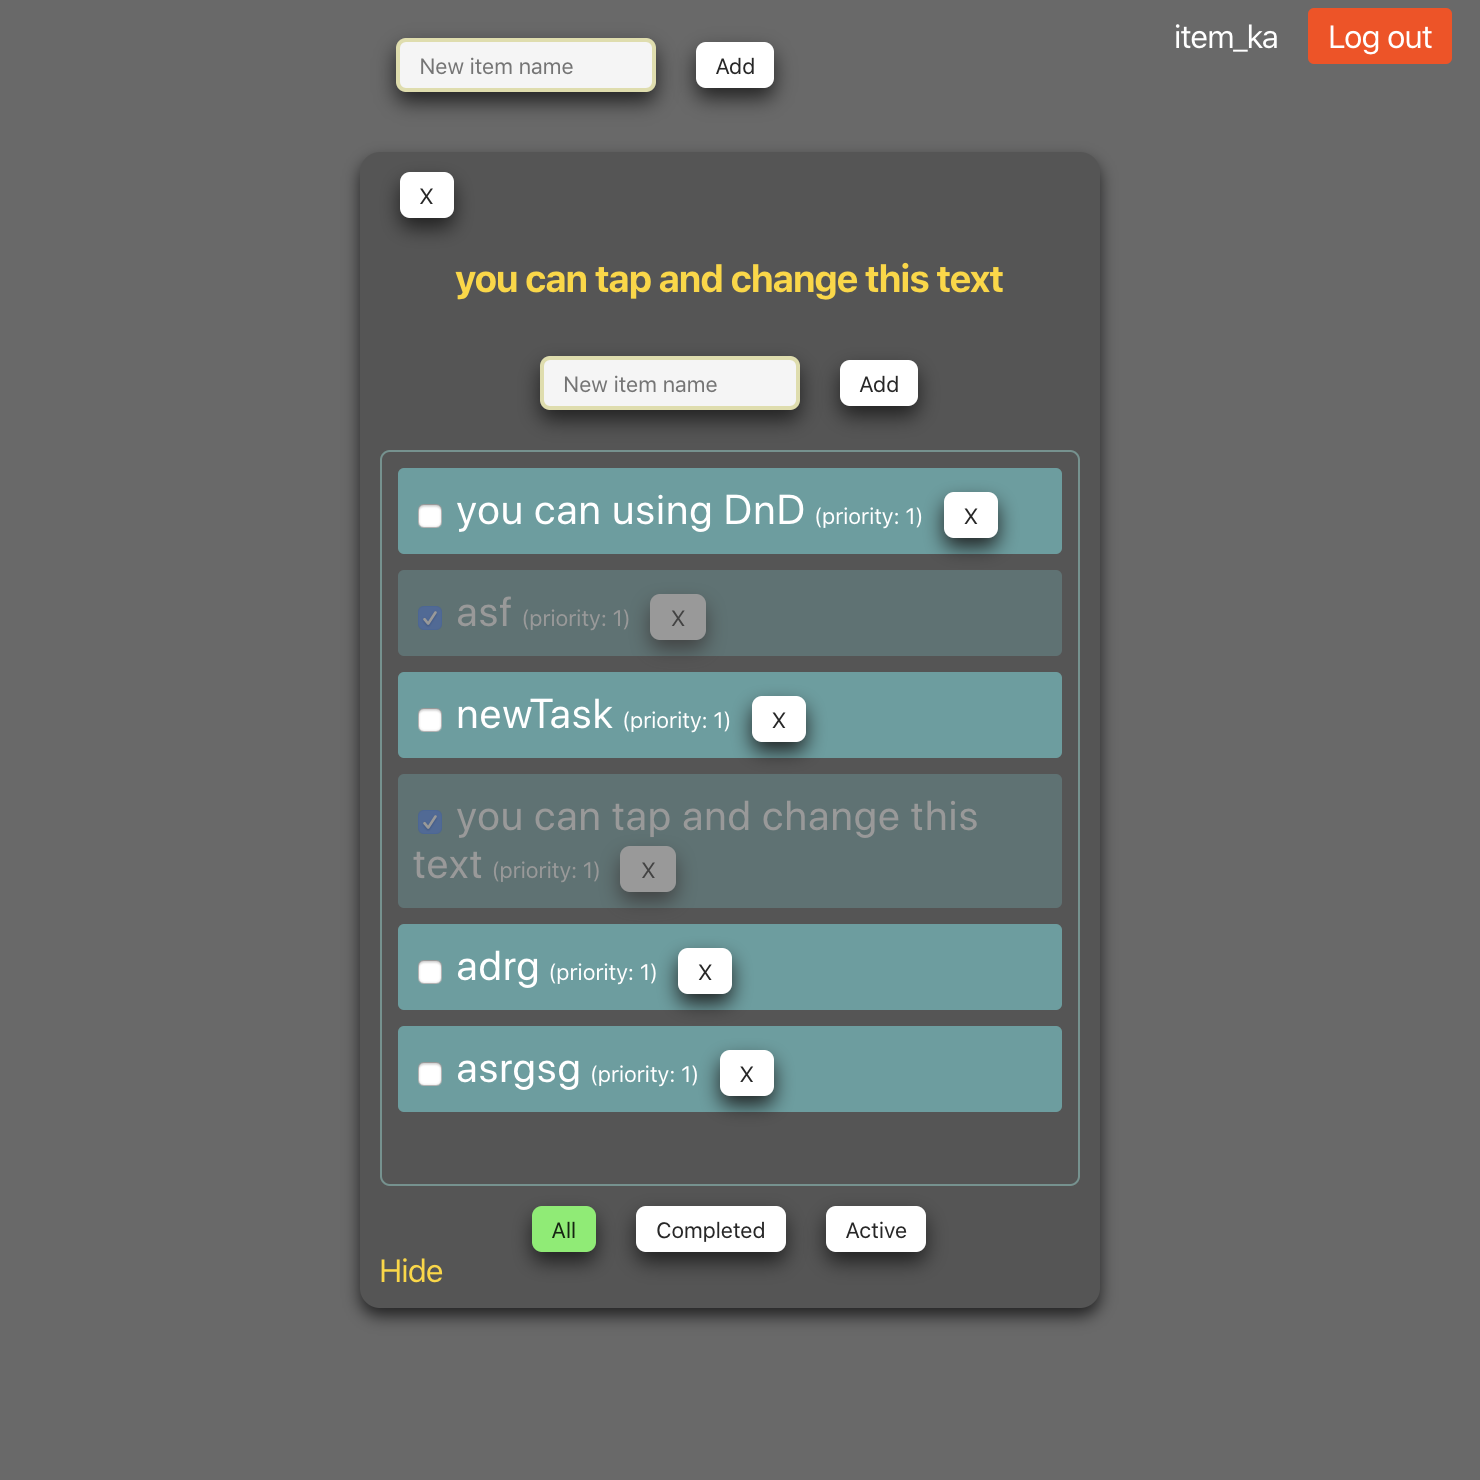 item_ka Log out
New item name Add
X
you can tap and change this text
New item name Add
you can using DnD (priority: 1) X
asf (priority: 1) X
newTask (priority: 1) X
you can tap and change this
text (priority: 1) X
adrg (priority: 1) X
asrgsg (priority: 1) X
All Completed Active
Hide